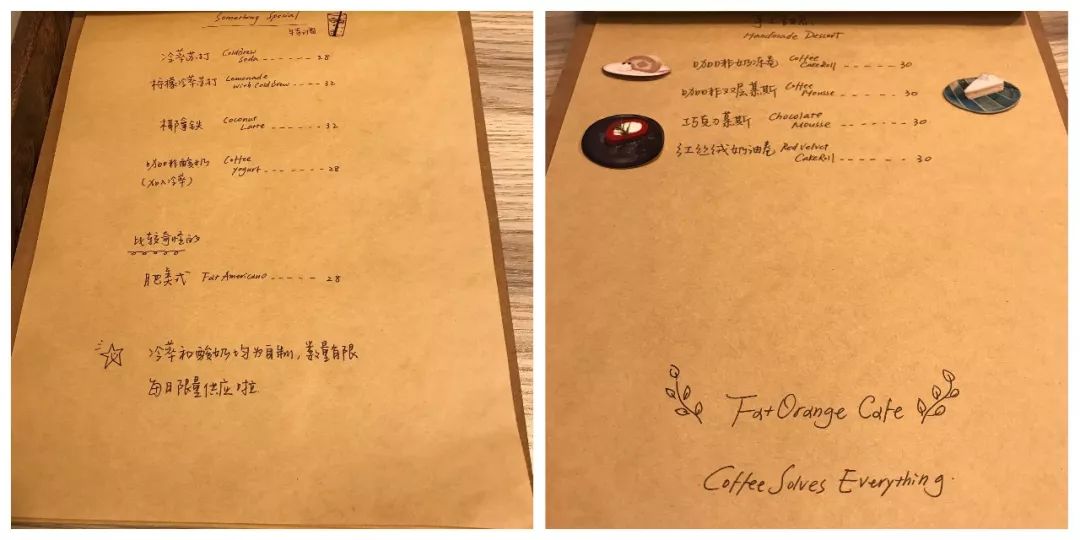 Something Special
冷萃苏打 Coldbrew Soda ------ 28
柠檬冷萃苏打 Lemonade with coldbrew --- 32
椰拿铁 Coconut Latte ------ 32
咖啡酸奶 Coffee yogurt ------ 28
(加入冷萃)
比较奇怪的
肥美式 Fat Americano ----- 28
冷萃和酸奶均为自制,数量有限
每日限量供应啦
Handmade Dessert
咖啡奶冻卷 Coffee CakeRoll ------ 30
咖啡双层慕斯 Coffee Mousse ------ 30
巧克力慕斯 Chocolate Mousse ------ 30
红丝绒奶油卷 Red Velvet CakeRoll ------ 30
Fat Orange Cafe
Coffee Solves Everything.